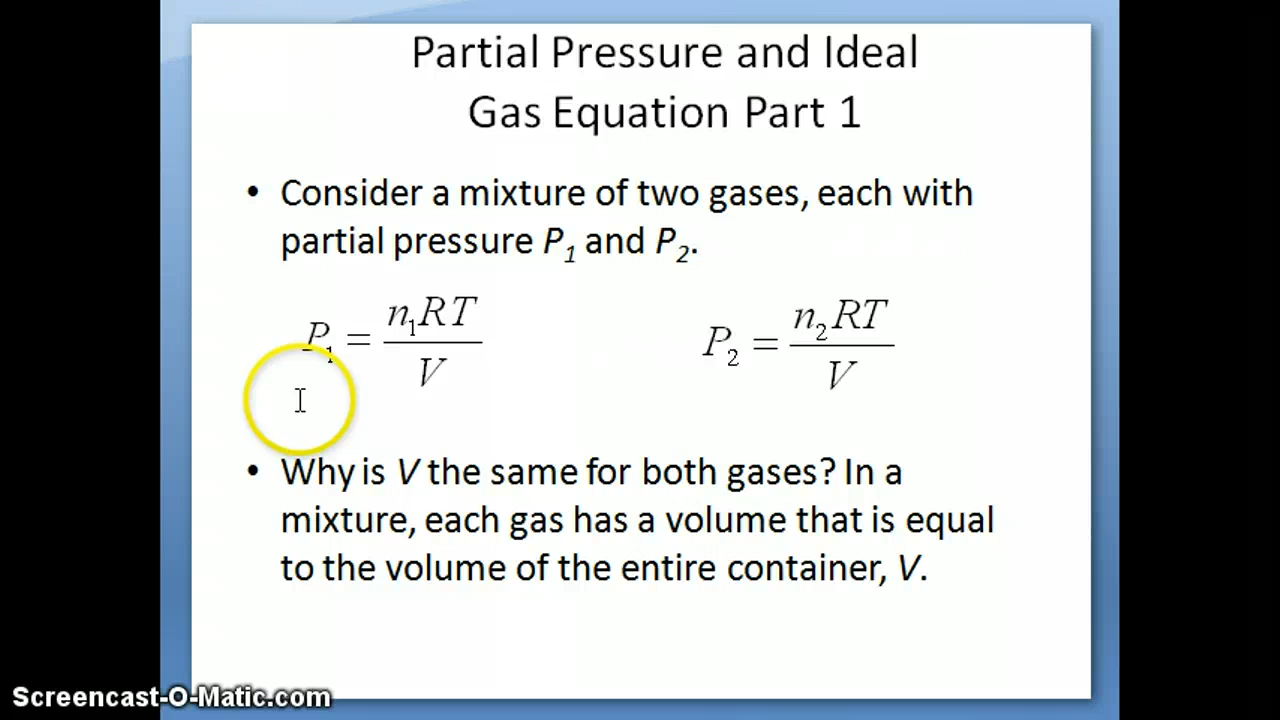 Partial Pressure and Ideal
Gas Equation Part 1
• Consider a mixture of two gases, each with
partial pressure P₁ and P₂.
P₁ = n₁RT / V
P₂ = n₂RT / V
• Why is V the same for both gases? In a
mixture, each gas has a volume that is equal
to the volume of the entire container, V.
Screencast-O-Matic.com